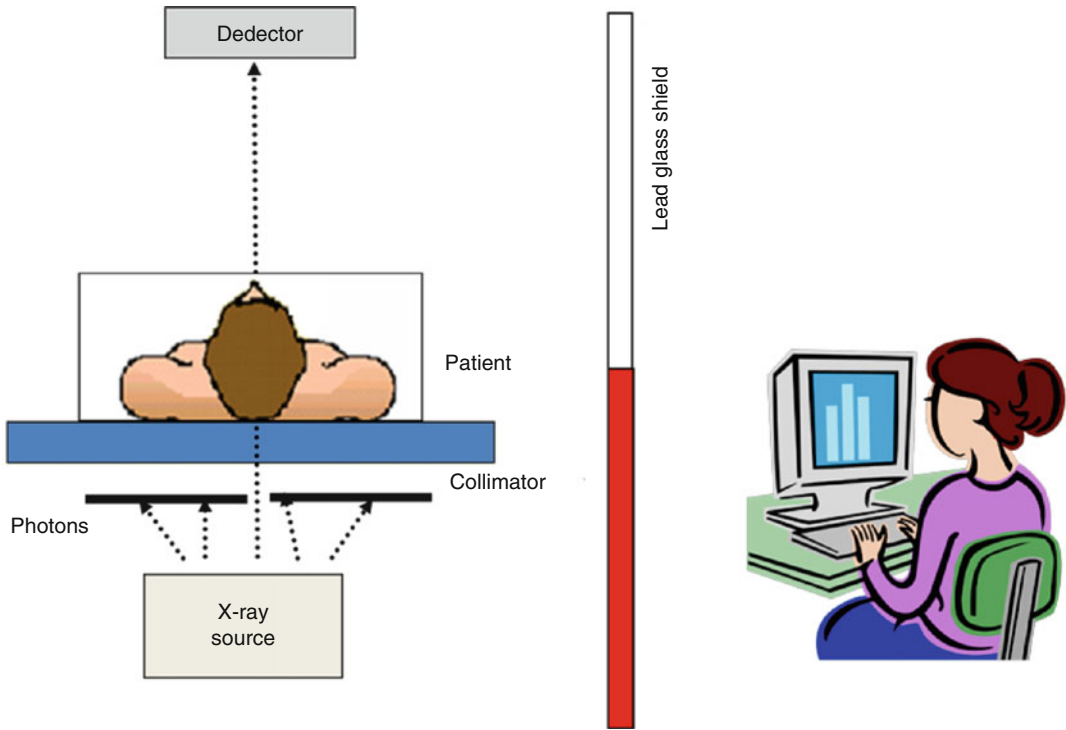 Dedector
Lead glass shield
Patient
Collimator
Photons
X-ray
source